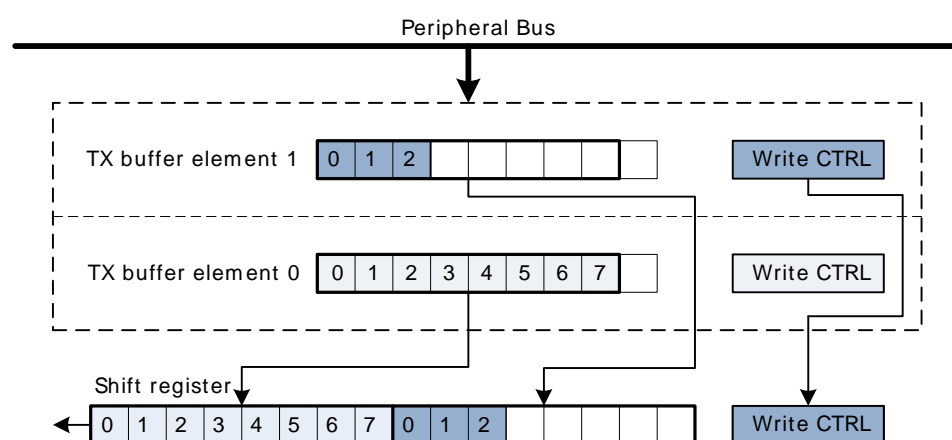 Peripheral Bus
TX buffer element 1 0 1 2 Write CTRL
TX buffer element 0 0 1 2 3 4 5 6 7 Write CTRL
Shift register
0 1 2 3 4 5 6 7 0 1 2 Write CTRL